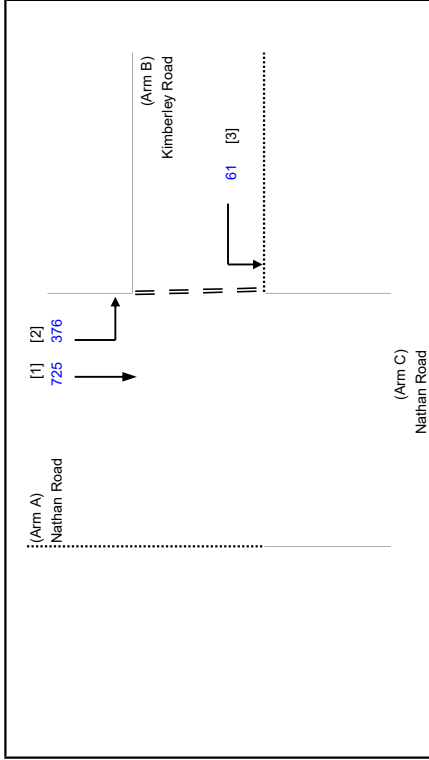 (Arm A)
Nathan Road
[1] [2]
725 376
(Arm B)
Kimberley Road
61 [3]
(Arm C)
Nathan Road